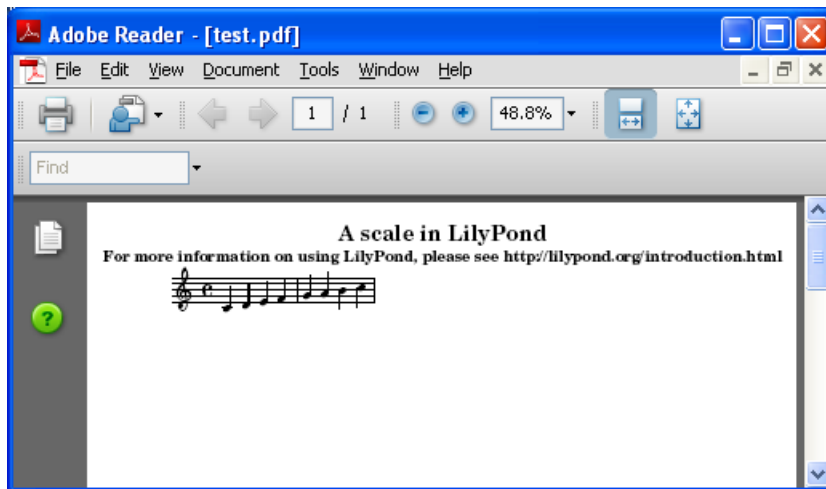 Adobe Reader - [test.pdf]
File Edit View Document Tools Window Help
1 / 1 48.8%
Find
A scale in LilyPond
For more information on using LilyPond, please see http://lilypond.org/introduction.html